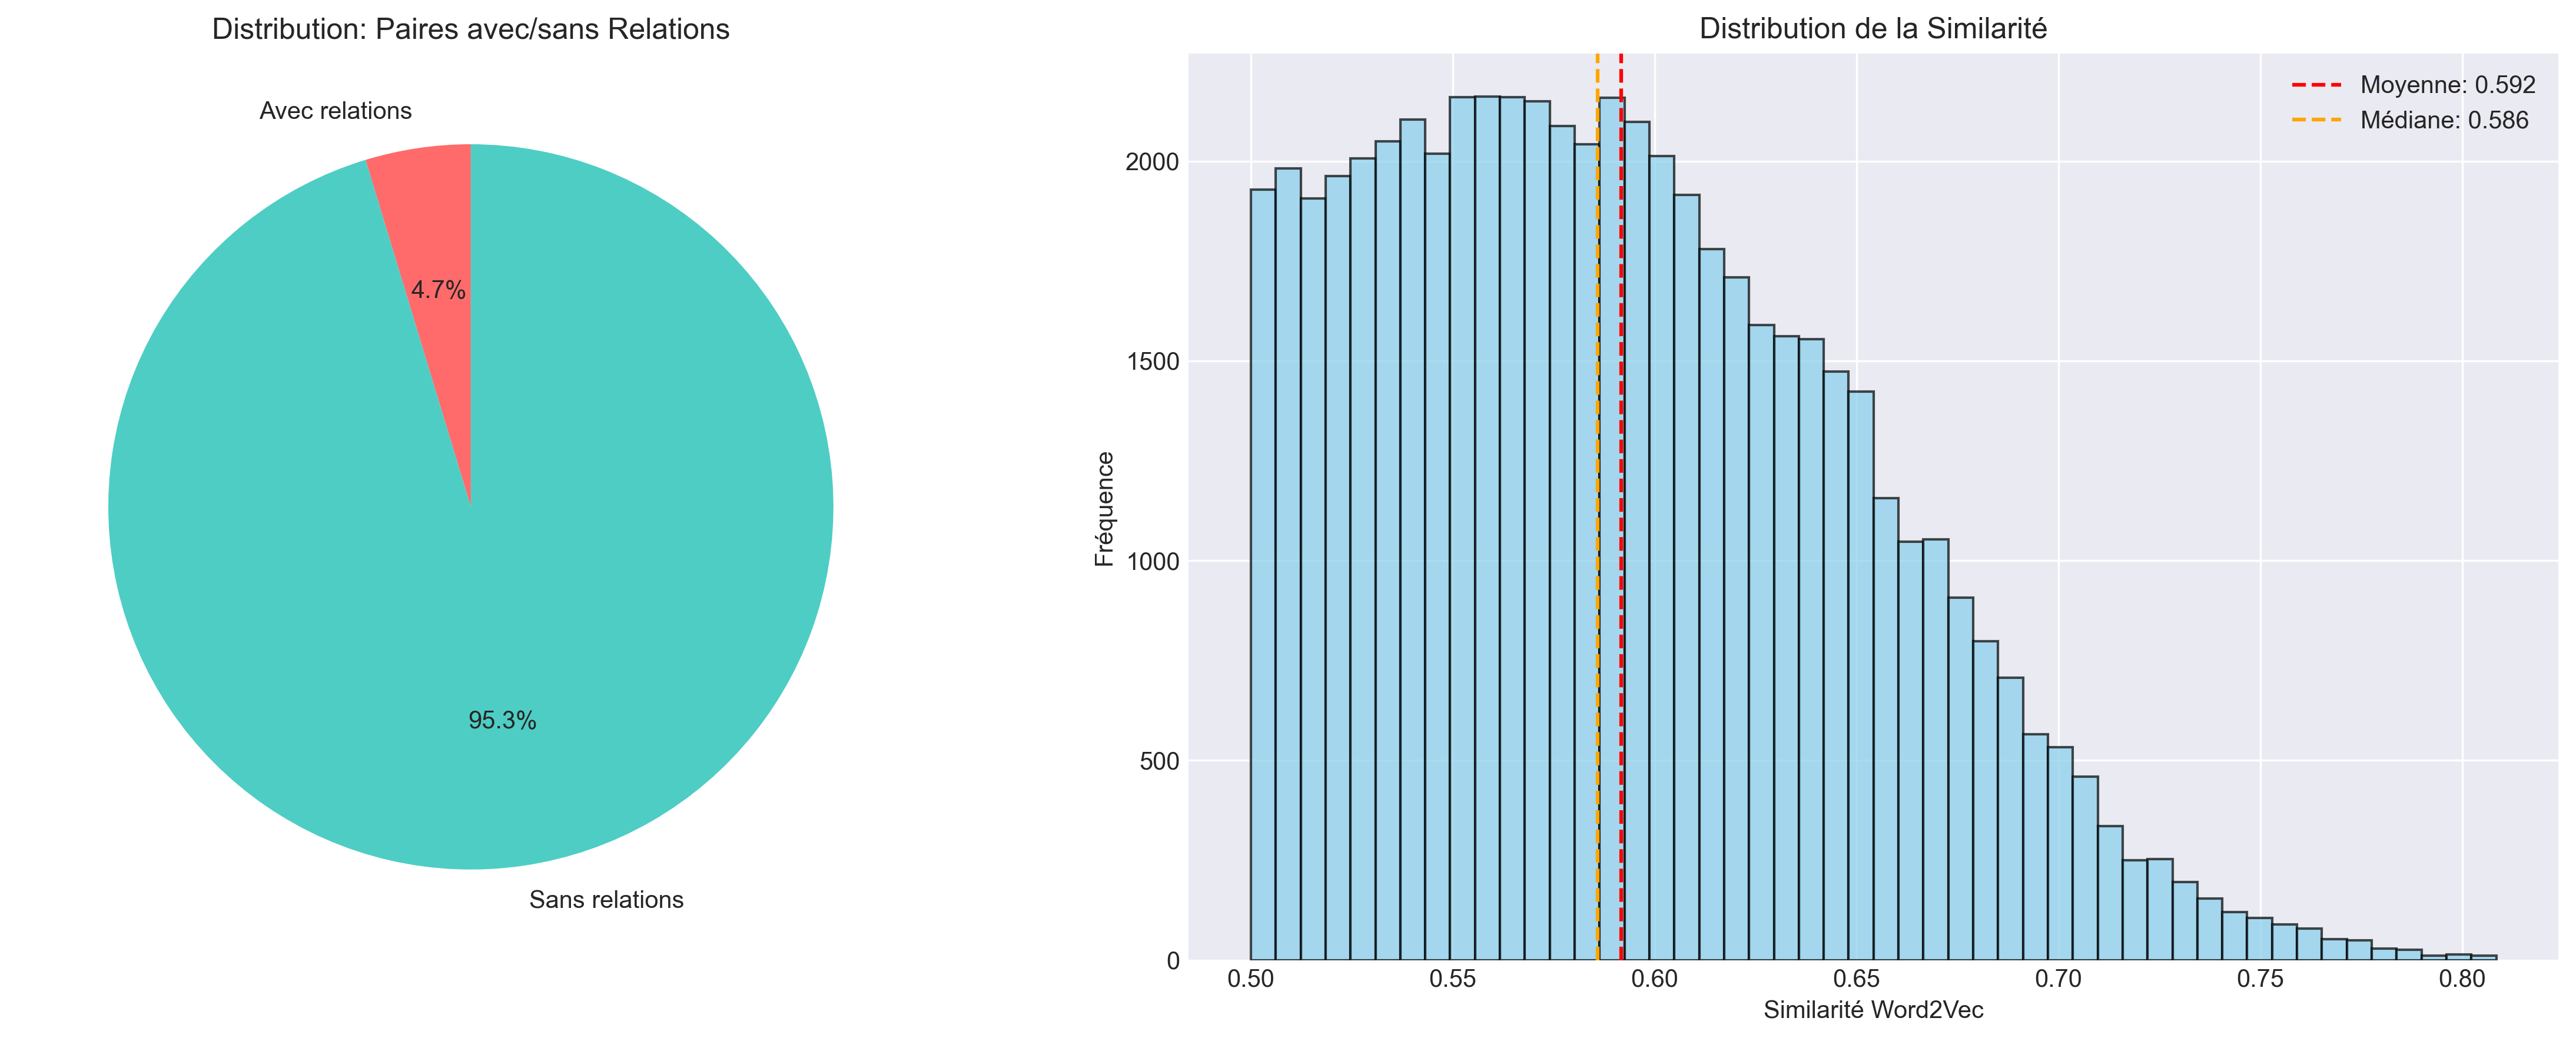 Distribution: Paires avec/sans Relations
Avec relations
4.7%
95.3%
Sans relations
Distribution de la Similarité
Moyenne: 0.592
Médiane: 0.586
Fréquence
2000
1500
1000
500
0
0.50 0.55 0.60 0.65 0.70 0.75 0.80
Similarité Word2Vec